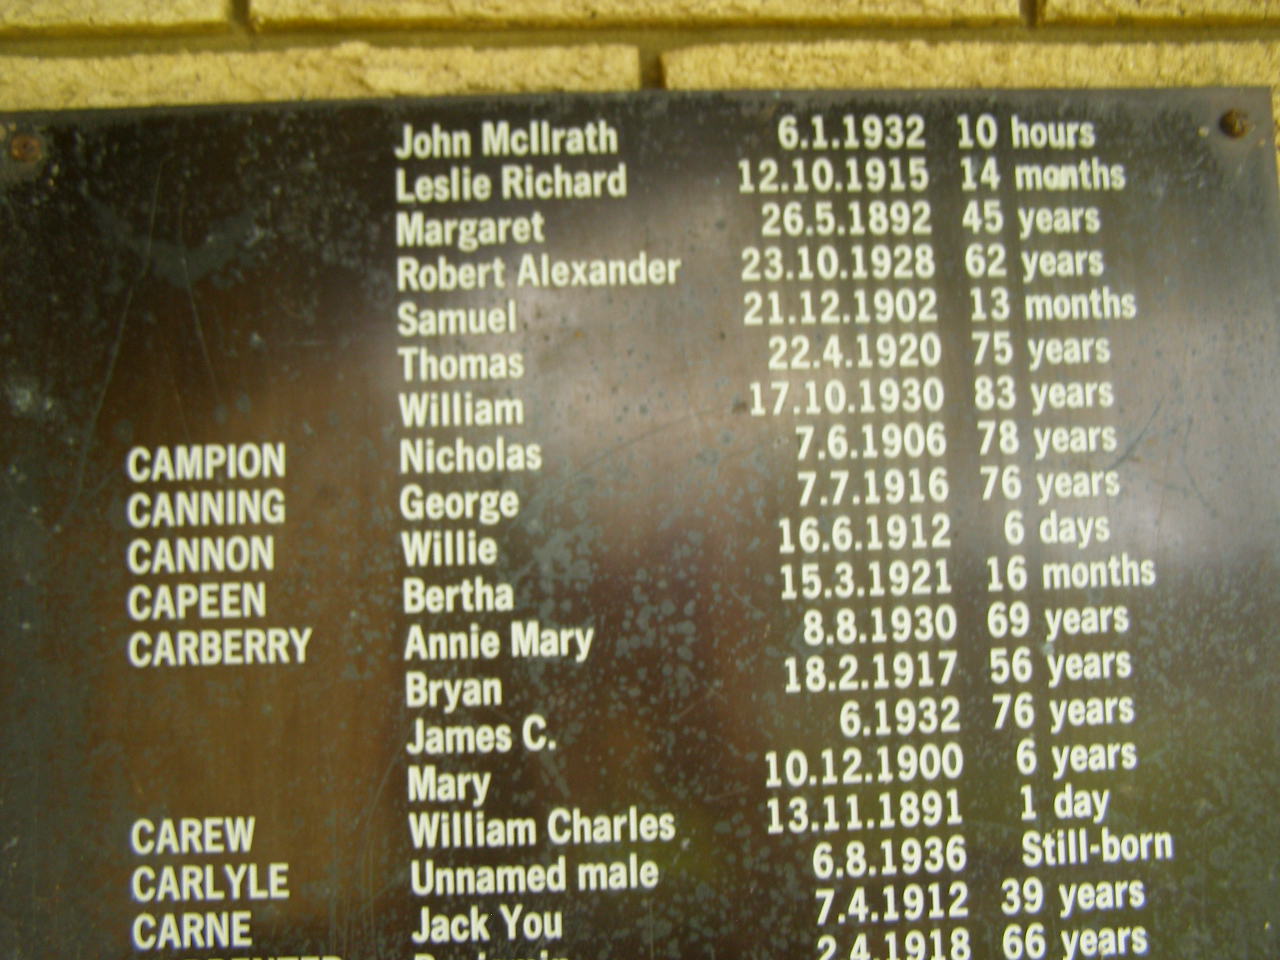 John McIlrath 6.1.1932 10 hours
Leslie Richard 12.10.1915 14 months
Margaret 26.5.1892 45 years
Robert Alexander 23.10.1928 62 years
Samuel 21.12.1902 13 months
Thomas 22.4.1920 75 years
William 17.10.1930 83 years
CAMPION Nicholas 7.6.1906 78 years
CANNING George 7.7.1916 76 years
CANNON Willie 16.6.1912 6 days
CAPEEN Bertha 15.3.1921 16 months
CARBERRY Annie Mary 8.8.1930 69 years
Bryan 18.2.1917 56 years
James C. 6.1932 76 years
Mary 10.12.1900 6 years
CAREW William Charles 13.11.1891 1 day
CARLYLE Unnamed male 6.8.1936 Still-born
CARNE Jack You 7.4.1912 39 years
2.4.1918 66 years